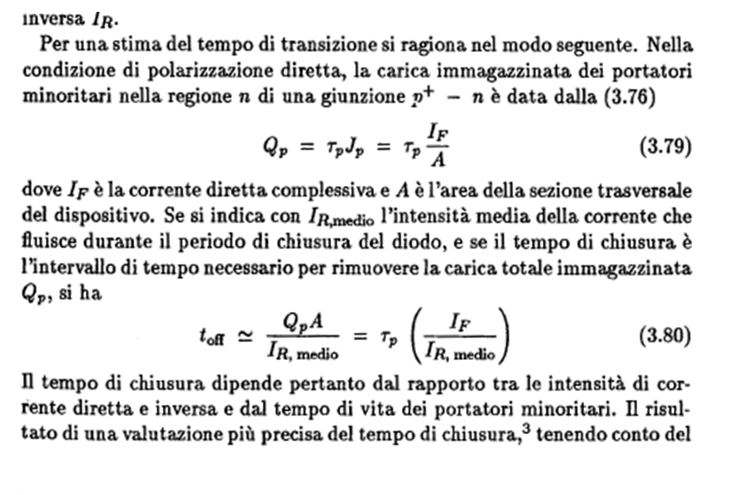 inversa I_R.
Per una stima del tempo di transizione si ragiona nel modo seguente. Nella
condizione di polarizzazione diretta, la carica immagazzinata dei portatori
minoritari nella regione n di una giunzione p⁺ − n è data dalla (3.76)
Q_p = τ_p J_p = τ_p I_F / A (3.79)
dove I_F è la corrente diretta complessiva e A è l'area della sezione trasversale
del dispositivo. Se si indica con I_R,medio l'intensità media della corrente che
fluisce durante il periodo di chiusura del diodo, e se il tempo di chiusura è
l'intervallo di tempo necessario per rimuovere la carica totale immagazzinata
Q_p, si ha
t_off ≃ Q_p A / I_R, medio = τ_p ( I_F / I_R, medio ) (3.80)
Il tempo di chiusura dipende pertanto dal rapporto tra le intensità di cor-
rente diretta e inversa e dal tempo di vita dei portatori minoritari. Il risul-
tato di una valutazione più precisa del tempo di chiusura,³ tenendo conto del